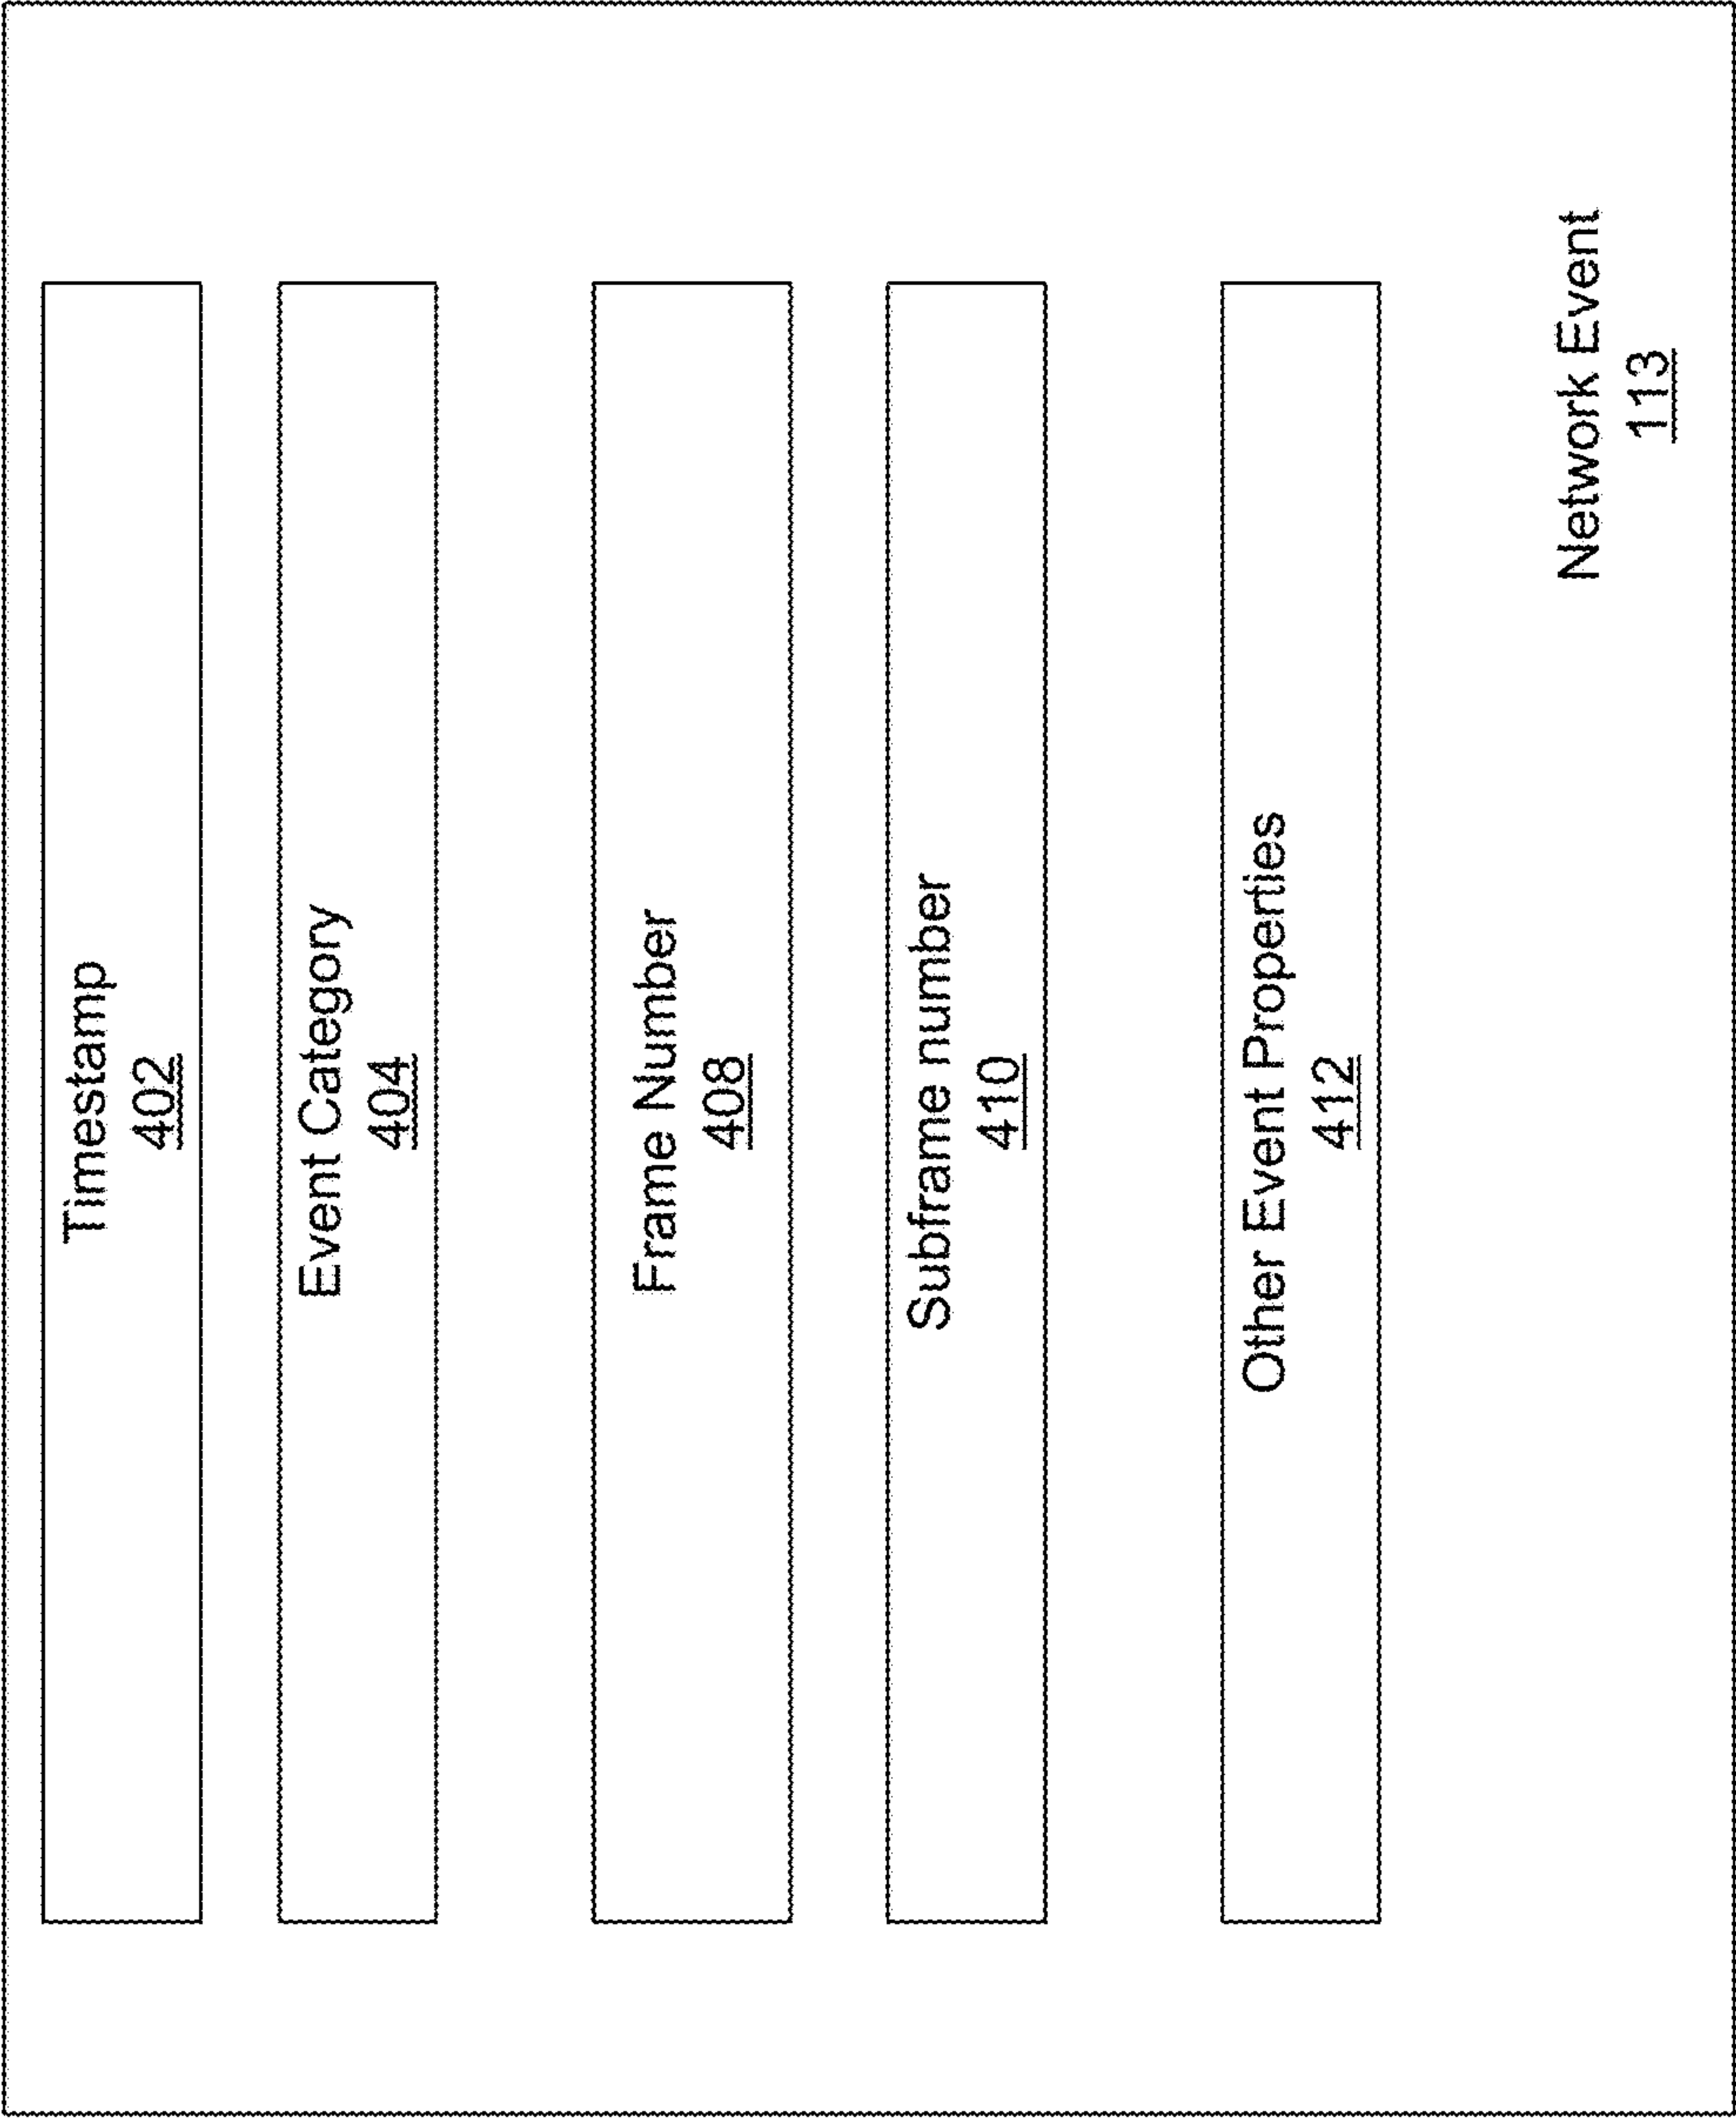 Timestamp
402
Event Category
404
Frame Number
408
Subframe number
410
Other Event Properties
412
Network Event
113